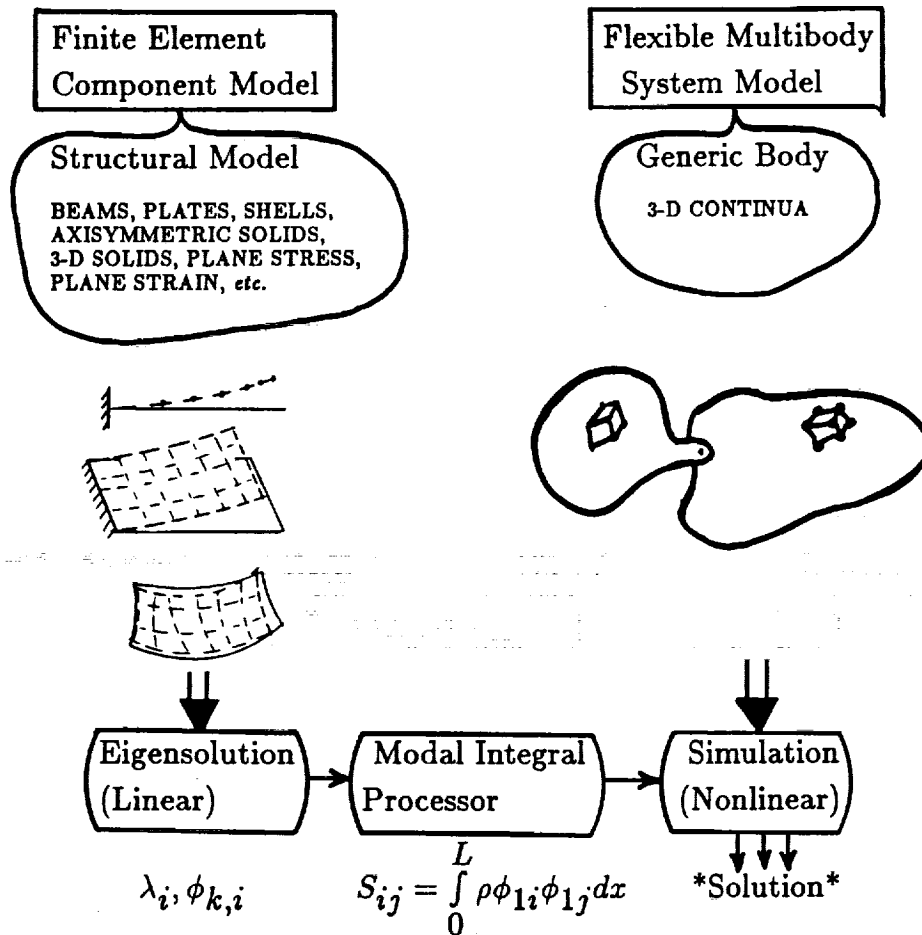 Finite Element
Component Model
Structural Model
BEAMS, PLATES, SHELLS,
AXISYMMETRIC SOLIDS,
3-D SOLIDS, PLANE STRESS,
PLANE STRAIN, etc.
Flexible Multibody
System Model
Generic Body
3-D CONTINUA
Eigensolution
(Linear)
λ_i, ϕ_{k,i}
Modal Integral
Processor
S_{ij} = ∫_0^L ρϕ_{1i}ϕ_{1j}dx
Simulation
(Nonlinear)
*Solution*